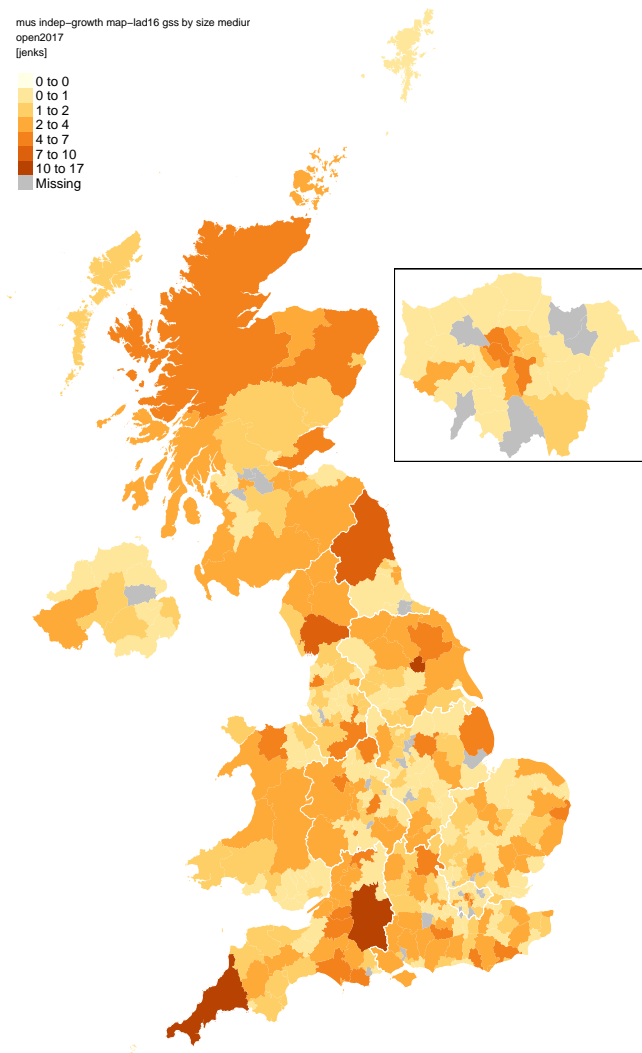 mus indep-growth map-lad16 gss by size mediur
open2017
[jenks]
0 to 0
0 to 1
1 to 2
2 to 4
4 to 7
7 to 10
10 to 17
Missing